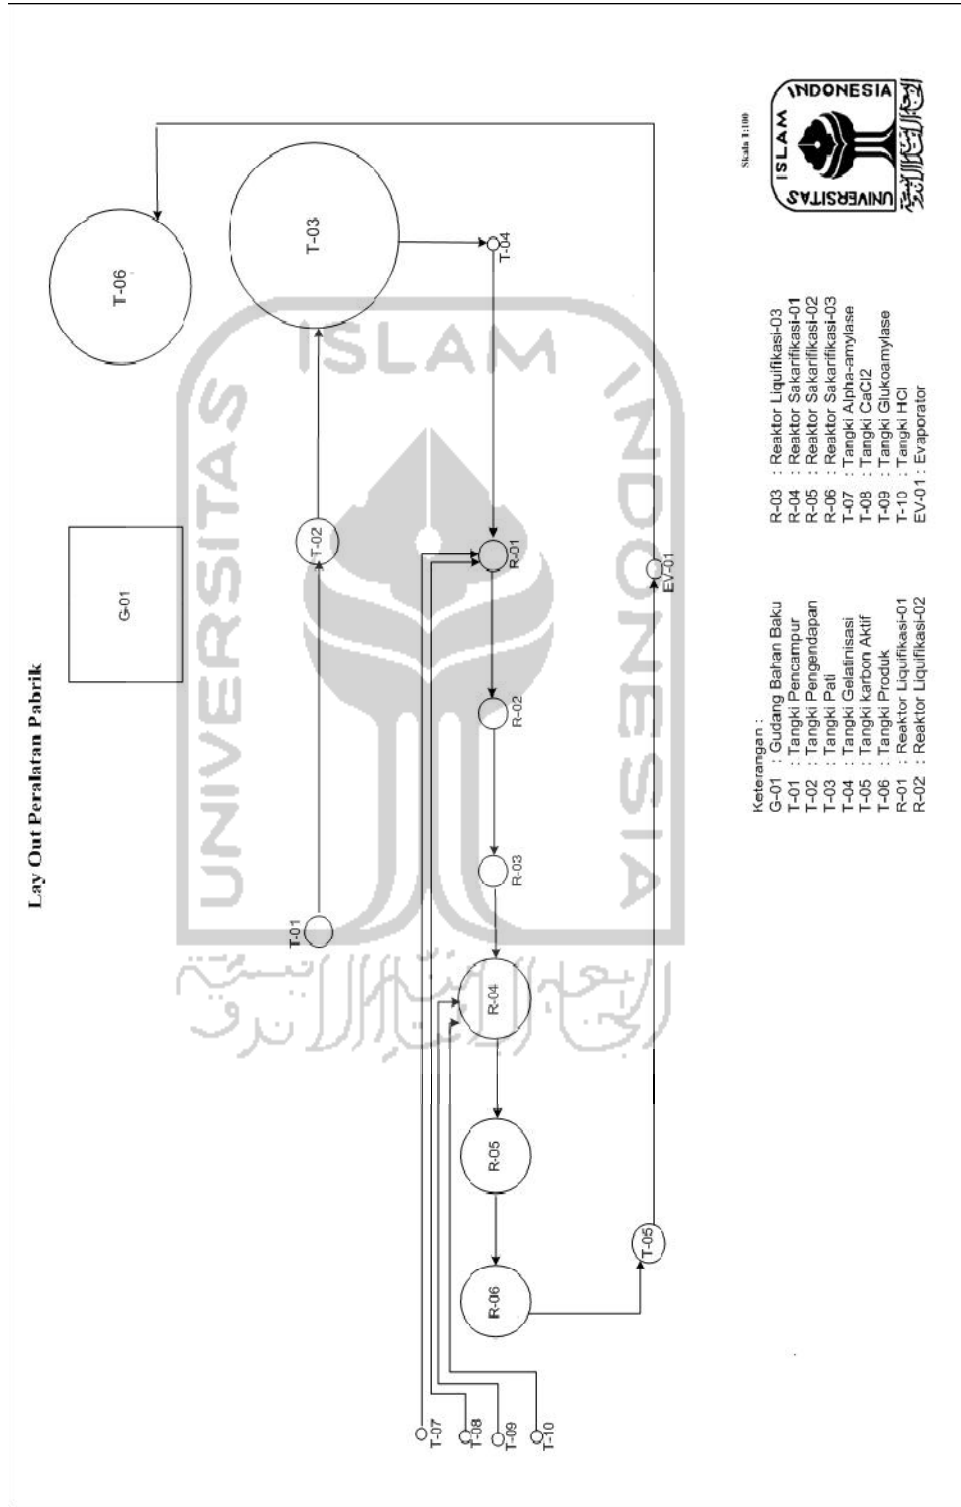 Lay Out Peralatan Pabrik
G-01
T-06
T-01
T-02
T-03
T-04
R-01
R-02
R-03
R-04
R-05
R-06
T-07
T-08
T-09
T-10
T-05
EV-01
Keterangan :
G-01 : Gudang Bahan Baku
T-01 : Tangki Pencampur
T-02 : Tangki Pengendapan
T-03 : Tangki Pati
T-04 : Tangki Gelatinisasi
T-05 : Tangki karbon Aktif
T-06 : Tangki Produk
R-01 : Reaktor Liquifikasi-01
R-02 : Reaktor Liquifikasi-02
R-03 : Reaktor Liquifikasi-03
R-04 : Reaktor Sakarifikasi-01
R-05 : Reaktor Sakarifikasi-02
R-06 : Reaktor Sakarifikasi-03
T-07 : Tangki Alpha-amylase
T-08 : Tangki CaCl2
T-09 : Tangki Glukoamylase
T-10 : Tangki HCl
EV-01 : Evaporator
Skala 1:100
UNIVERSITAS ISLAM INDONESIA
UNIVERSITAS ISLAM INDONESIA